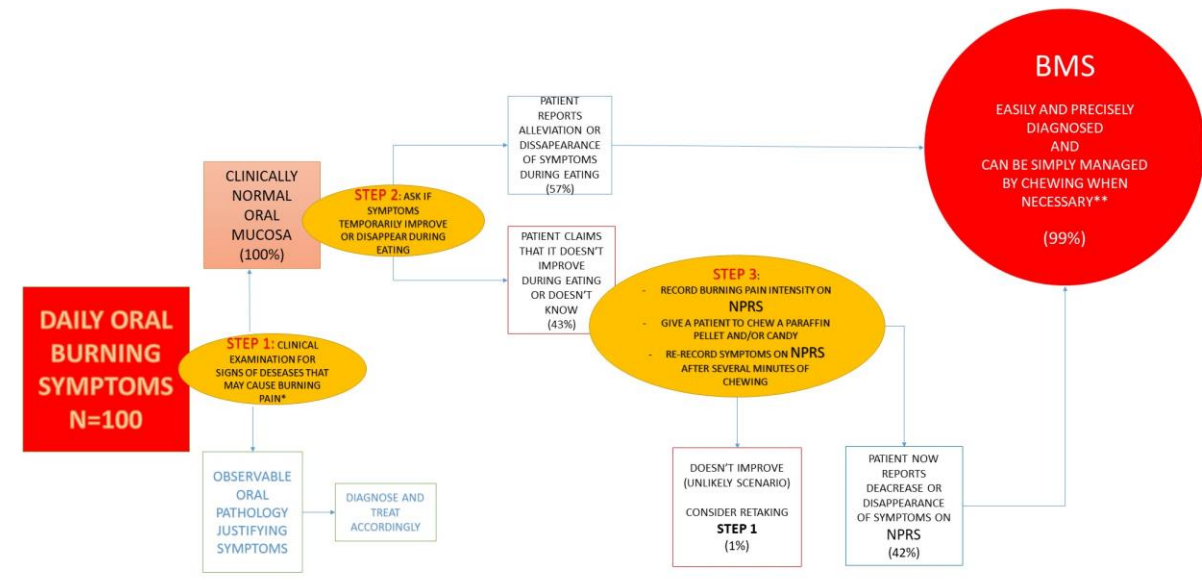 DAILY ORAL
BURNING
SYMPTOMS
N=100
STEP 1: CLINICAL
EXAMINATION FOR
SIGNS OF DESEASES THAT
MAY CAUSE BURNING
PAIN*
CLINICALLY
NORMAL
ORAL
MUCOSA
(100%)
OBSERVABLE
ORAL
PATHOLOGY
JUSTIFYING
SYMPTOMS
DIAGNOSE AND
TREAT
ACCORDINGLY
STEP 2: ASK IF
SYMPTOMS
TEMPORARILY IMPROVE
OR DISAPPEAR DURING
EATING
PATIENT
REPORTS
ALLEVIATION OR
DISSAPEARANCE
OF SYMPTOMS
DURING EATING
(57%)
PATIENT CLAIMS
THAT IT DOESN'T
IMPROVE
DURING EATING
OR DOESN'T
KNOW
(43%)
STEP 3:
- RECORD BURNING PAIN INTENSITY ON
NPRS
- GIVE A PATIENT TO CHEW A PARAFFIN
PELLET AND/OR CANDY
- RE-RECORD SYMPTOMS ON NPRS
AFTER SEVERAL MINUTES OF
CHEWING
DOESN'T IMPROVE
(UNLIKELY SCENARIO)
CONSIDER RETAKING
STEP 1
(1%)
PATIENT NOW
REPORTS
DEACREASE OR
DISAPPEARANCE
OF SYMPTOMS ON
NPRS
(42%)
BMS
EASILY AND PRECISELY
DIAGNOSED
AND
CAN BE SIMPLY MANAGED
BY CHEWING WHEN
NECESSARY**
(99%)